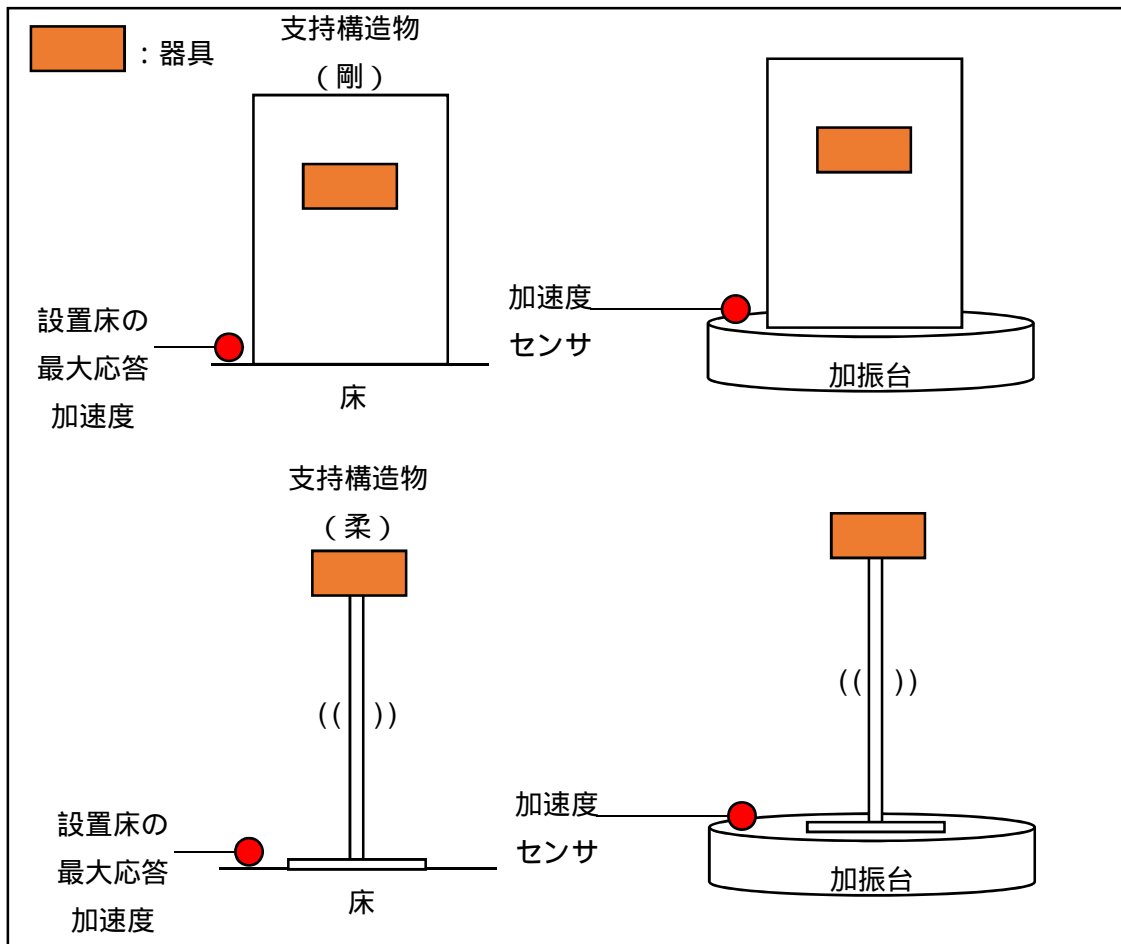 ：器具
支持構造物
（剛）
設置床の
最大応答
加速度
床
加速度
センサ
加振台
支持構造物
（柔）
(( ))
設置床の
最大応答
加速度
床
(( ))
加速度
センサ
加振台